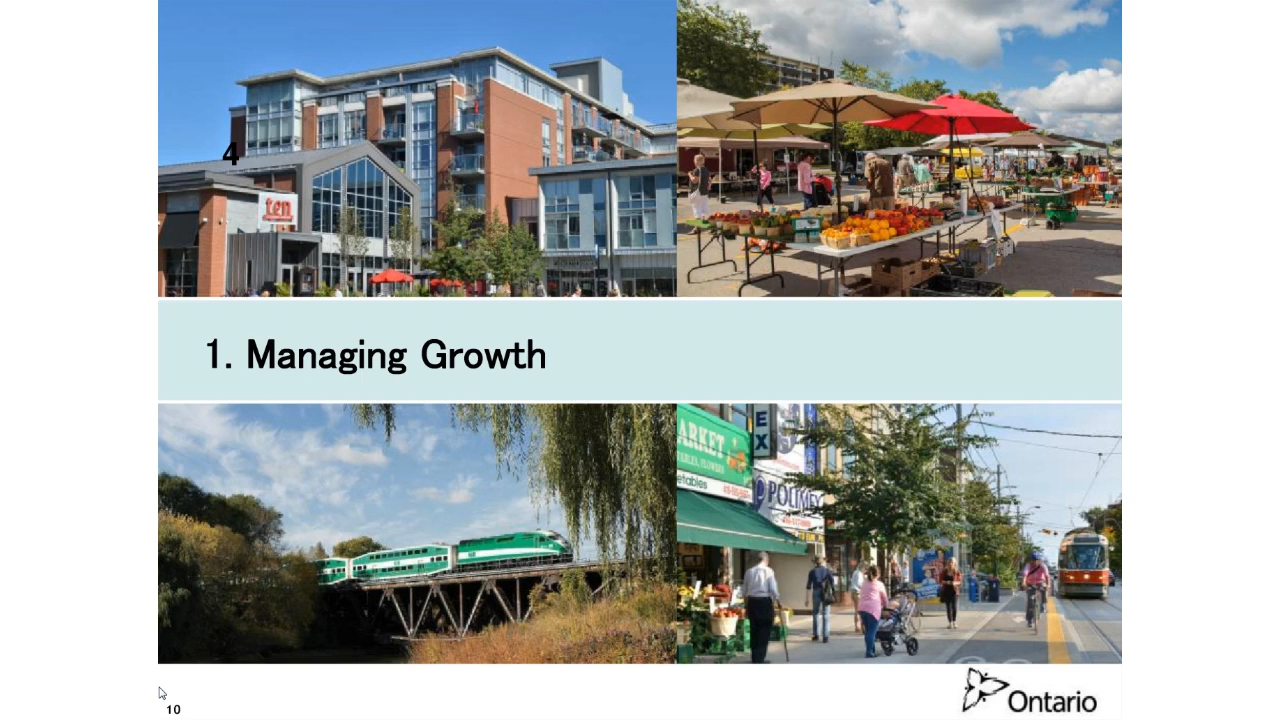 4
ten
1. Managing Growth
ARKET
etables
EX
POLIMEX
10
Ontario